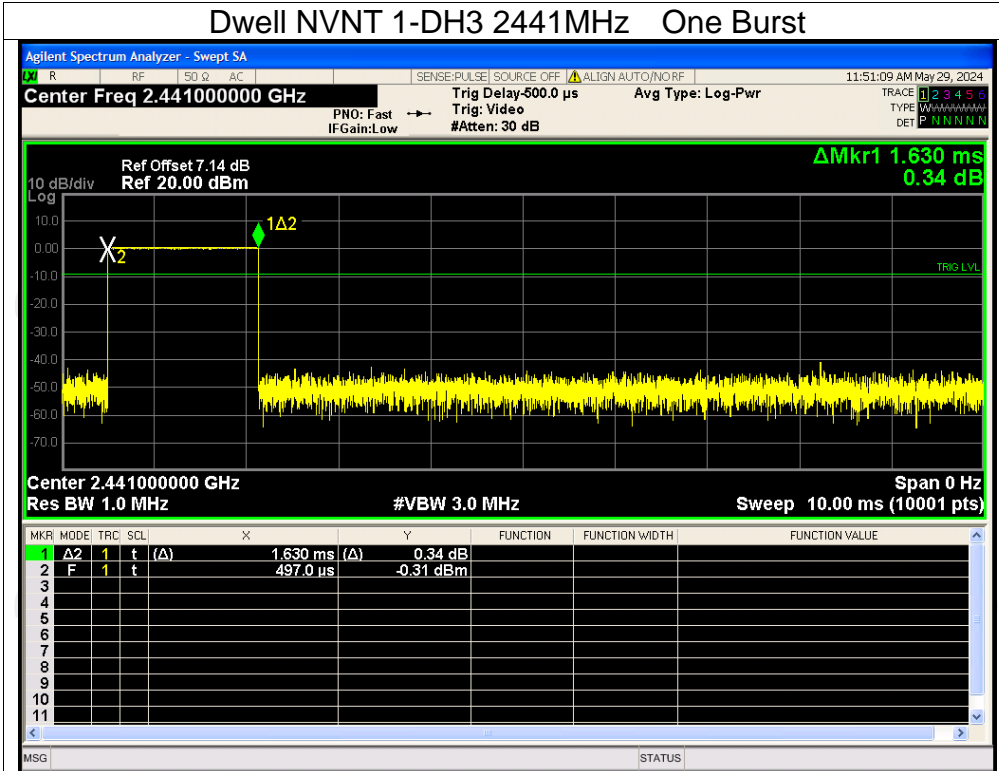 Dwell NVNT 1-DH3 2441MHz One Burst
Agilent Spectrum Analyzer - Swept SA
LXI R RF 50 Ω AC SENSE:PULSE SOURCE OFF ALIGN AUTO/NO RF 11:51:09 AM May 29, 2024
Center Freq 2.441000000 GHz
PNO: Fast
IFGain:Low
Trig Delay-500.0 µs
Trig: Video
#Atten: 30 dB
Avg Type: Log-Pwr
TRACE 1 2 3 4 5 6
TYPE WWWWWW
DET P N N N N N
ΔMkr1 1.630 ms
0.34 dB
Ref Offset 7.14 dB
10 dB/div Ref 20.00 dBm
Log
10.0
1Δ2
0.00
2
TRIG LVL
-10.0
-20.0
-30.0
-40.0
-50.0
-60.0
-70.0
Center 2.441000000 GHz Span 0 Hz
Res BW 1.0 MHz #VBW 3.0 MHz Sweep 10.00 ms (10001 pts)
MKR MODE TRC SCL X Y FUNCTION FUNCTION WIDTH FUNCTION VALUE
1 Δ2 1 t (Δ) 1.630 ms (Δ) 0.34 dB
2 F 1 t 497.0 µs -0.31 dBm
3
4
5
6
7
8
9
10
11
MSG STATUS